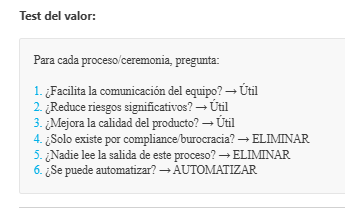 Test del valor:
Para cada proceso/ceremonia, pregunta:
1. ¿Facilita la comunicación del equipo? → Útil
2. ¿Reduce riesgos significativos? → Útil
3. ¿Mejora la calidad del producto? → Útil
4. ¿Solo existe por compliance/burocracia? → ELIMINAR
5. ¿Nadie lee la salida de este proceso? → ELIMINAR
6. ¿Se puede automatizar? → AUTOMATIZAR